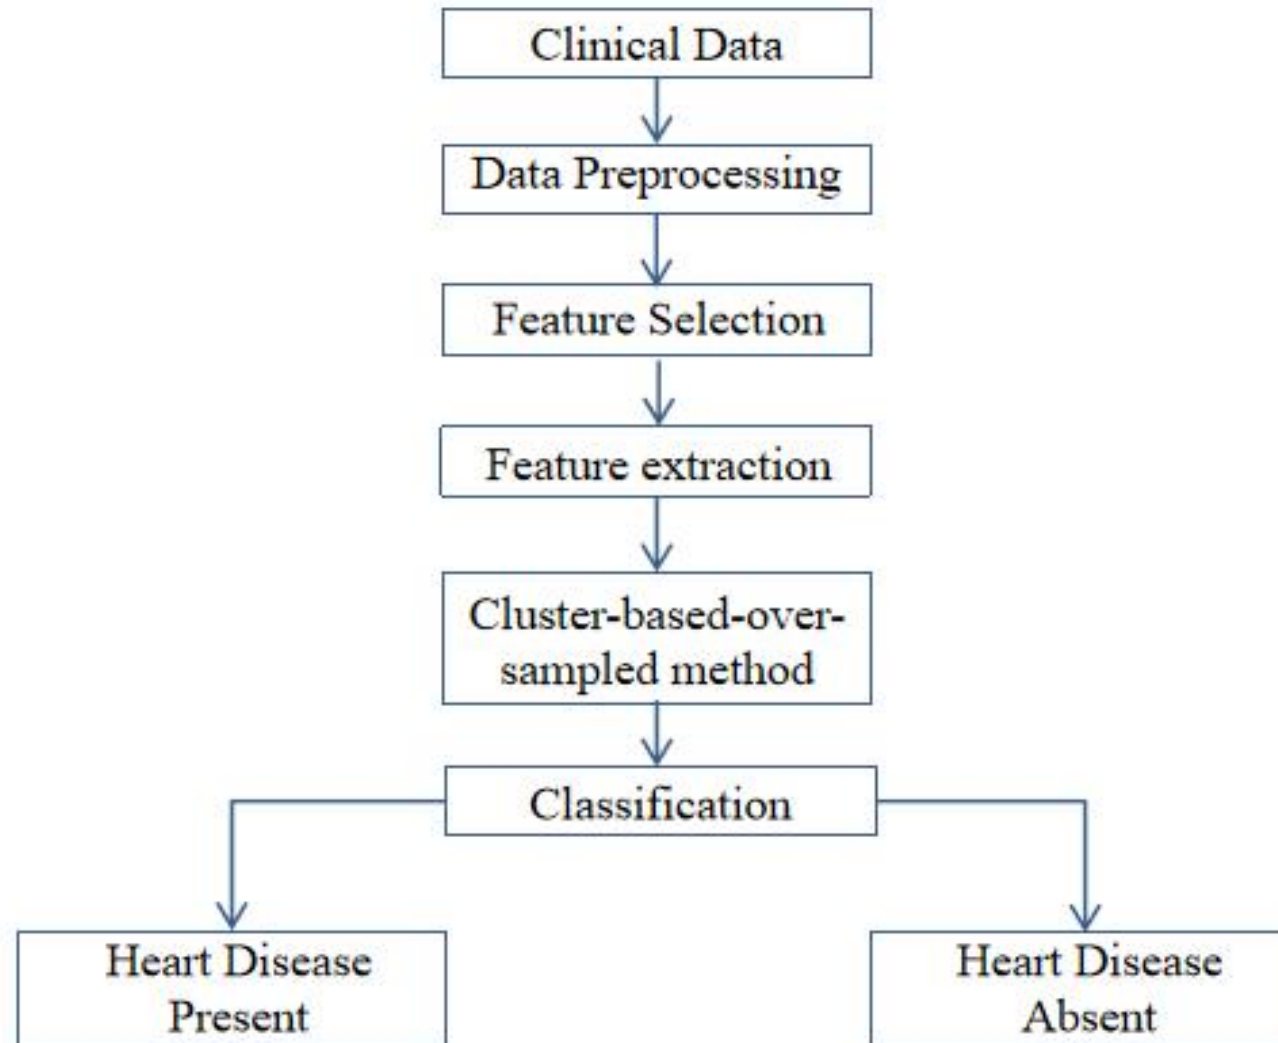 Clinical Data
Data Preprocessing
Feature Selection
Feature extraction
Cluster-based-over-
sampled method
Classification
Heart Disease
Present
Heart Disease
Absent